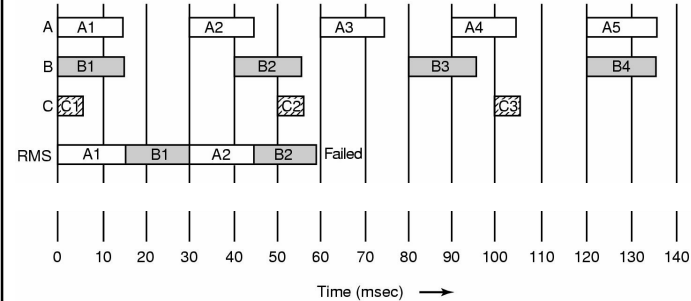 A A1 A2 A3 A4 A5
B B1 B2 B3 B4
C C1 C2 C3
RMS A1 B1 A2 B2 Failed
0 10 20 30 40 50 60 70 80 90 100 110 120 130 140
Time (msec)